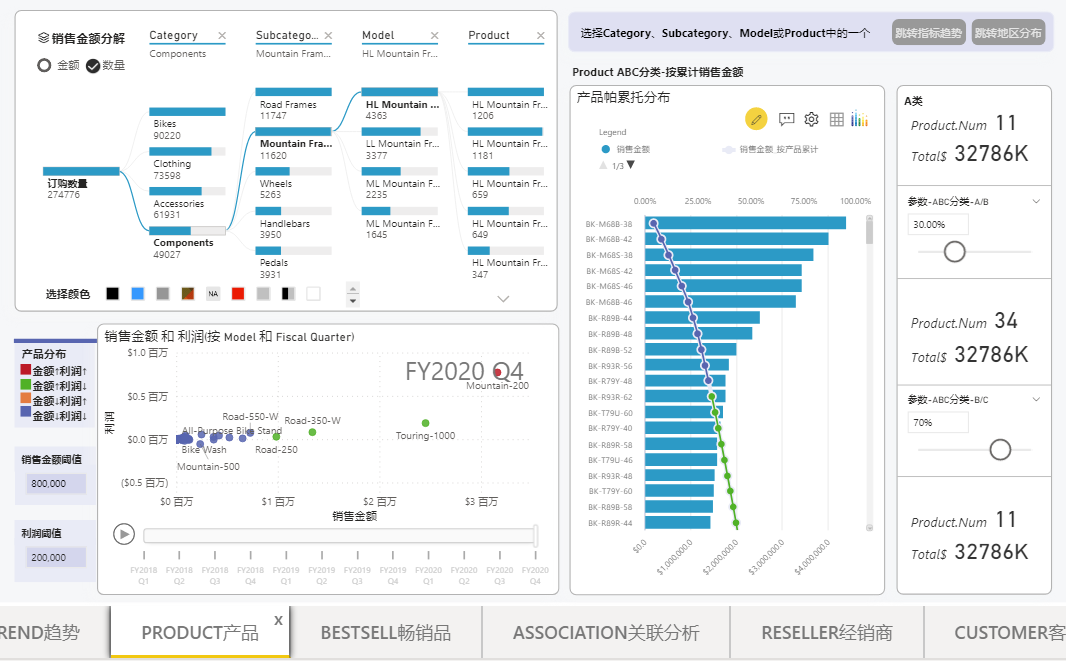 销售金额分解
金额 数量
Category ×
Components
Subcatego... ×
Mountain Fram...
Model ×
HL Mountain Fr...
Product ×
订购数量
274776
Bikes
90220
Clothing
73598
Accessories
61931
Components
49027
Road Frames
11747
Mountain Fra...
11620
Wheels
5263
Handlebars
3950
Pedals
3931
HL Mountain ...
4363
LL Mountain F...
3377
ML Mountain F...
2235
ML Mountain F...
1645
HL Mountain Fr...
1206
HL Mountain Fr...
1181
HL Mountain Fr...
659
HL Mountain Fr...
649
HL Mountain Fr...
347
选择颜色
NA
产品分布
金额↑利润↑
金额↑利润↓
金额↓利润↑
金额↓利润↓
销售金额阈值
800,000
利润阈值
200,000
销售金额 和 利润(按 Model 和 Fiscal Quarter)
FY2020 Q4
利润
$1.0 百万
$0.5 百万
$0.0 百万
($0.5 百万)
Mountain-200
Road-550-W
Road-350-W
All-Purpose Bike Stand
Touring-1000
Bike Wash
Road-250
Mountain-500
$0 百万
$1 百万
$2 百万
$3 百万
销售金额
FY2018 Q1
FY2018 Q2
FY2018 Q3
FY2018 Q4
FY2019 Q1
FY2019 Q2
FY2019 Q3
FY2019 Q4
FY2020 Q1
FY2020 Q2
FY2020 Q3
FY2020 Q4
选择Category、Subcategory、Model或Product中的一个
跳转指标趋势
跳转地区分布
Product ABC分类-按累计销售金额
产品帕累托分布
Legend
销售金额
销售金额 按产品累计
1/3
0.00%
25.00%
50.00%
75.00%
100.00%
BK-M68B-38
BK-M68B-42
BK-M68S-38
BK-M68S-42
BK-M68S-46
BK-M68B-46
BK-R89B-44
BK-R89B-48
BK-R89B-52
BK-R93R-56
BK-R79Y-48
BK-R93R-62
BK-T79U-60
BK-R79Y-40
BK-R89R-58
BK-T79U-46
BK-R93R-48
BK-T79Y-60
BK-R89B-58
BK-R89R-44
$0.0
$1,000,000.0
$2,000,000.0
$3,000,000.0
$4,000,000.0
A类
Product.Num 11
Total$ 32786K
参数-ABC分类-A/B
30.00%
Product.Num 34
Total$ 32786K
参数-ABC分类-B/C
70%
Product.Num 11
Total$ 32786K
REND趋势
PRODUCT产品 x
BESTSELL畅销品
ASSOCIATION关联分析
RESELLER经销商
CUSTOMER客